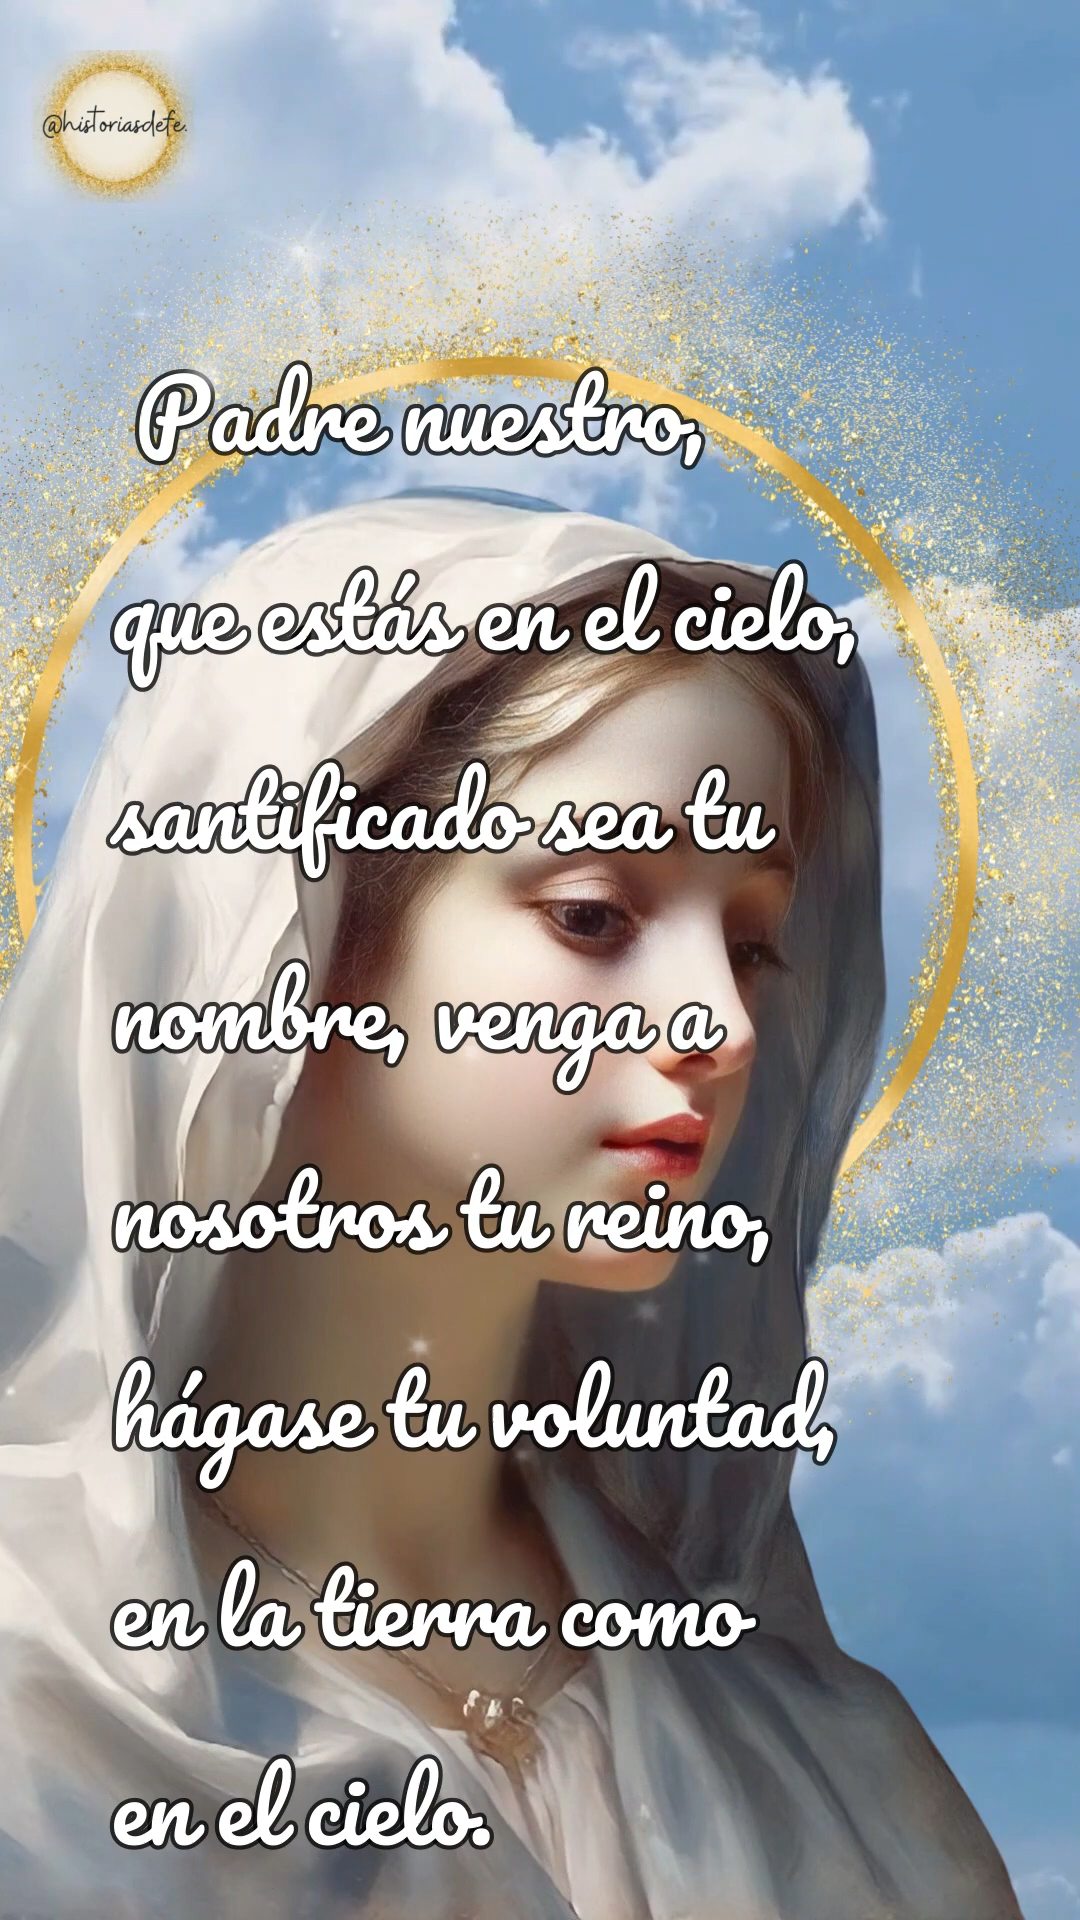 @historiasdefe.
Padre nuestro,
que estás en el cielo,
santificado sea tu
nombre, venga a
nosotros tu reino,
hágase tu voluntad,
en la tierra como
en el cielo.